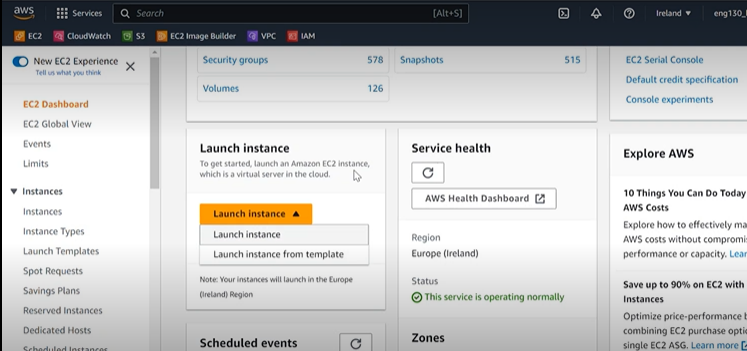 aws
Services
Search
[Alt+S]
Ireland ▼
eng130_
EC2
CloudWatch
S3
EC2 Image Builder
VPC
IAM
New EC2 Experience
Tell us what you think
EC2 Dashboard
EC2 Global View
Events
Limits
Instances
Instances
Instance Types
Launch Templates
Spot Requests
Savings Plans
Reserved Instances
Dedicated Hosts
Scheduled Instances
Security groups 578
Snapshots 515
Volumes 126
Launch instance
To get started, launch an Amazon EC2 instance,
which is a virtual server in the cloud.
Launch instance ▲
Launch instance
Launch instance from template
Note: Your instances will launch in the Europe
(Ireland) Region
Scheduled events
Service health
AWS Health Dashboard
Region
Europe (Ireland)
Status
This service is operating normally
Zones
EC2 Serial Console
Default credit specification
Console experiments
Explore AWS
10 Things You Can Do Today
AWS Costs
Explore how to effectively ma
AWS costs without compromi
performance or capacity. Lear
Save up to 90% on EC2 with
Instances
Optimize price-performance b
combining EC2 purchase opti
single EC2 ASG. Learn more